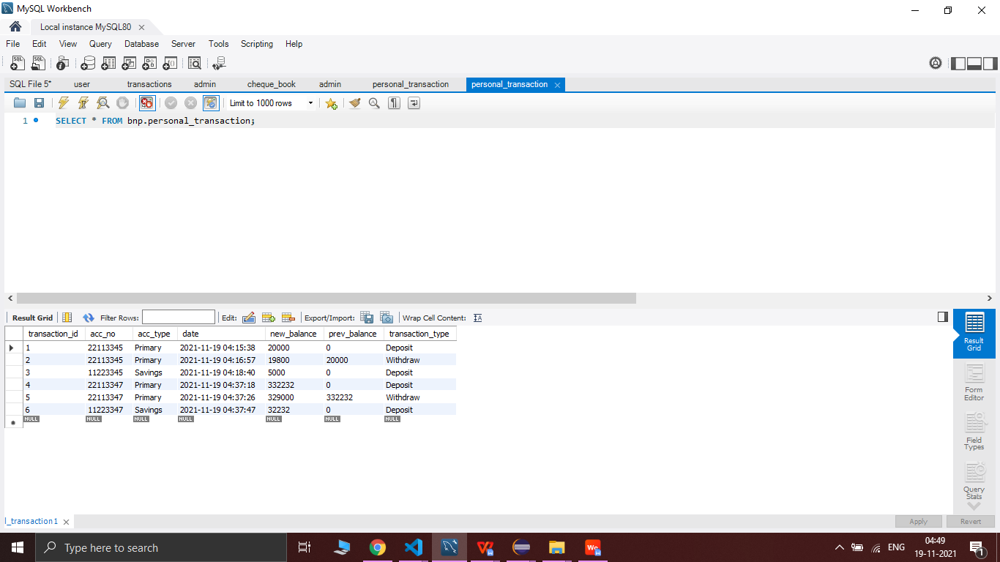 MySQL Workbench
Local instance MySQL80
File Edit View Query Database Server Tools Scripting Help
SQL File 5* user transactions admin cheque_book admin personal_transaction personal_transaction
Limit to 1000 rows
1 SELECT * FROM bnp.personal_transaction;
Result Grid Filter Rows: Edit: Export/Import: Wrap Cell Content:
transaction_id acc_no acc_type date new_balance prev_balance transaction_type
1 22113345 Primary 2021-11-19 04:15:38 20000 0 Deposit
2 22113345 Primary 2021-11-19 04:16:57 19800 20000 Withdraw
3 11223345 Savings 2021-11-19 04:18:40 5000 0 Deposit
4 22113347 Primary 2021-11-19 04:37:18 332232 0 Deposit
5 22113347 Primary 2021-11-19 04:37:26 329000 332232 Withdraw
6 11223347 Savings 2021-11-19 04:37:47 32232 0 Deposit
NULL NULL NULL NULL NULL NULL NULL
Result
Grid
Form
Editor
Field
Types
Query
Stats
l_transaction1
Apply Revert
Type here to search
ENG
04:49
19-11-2021
1